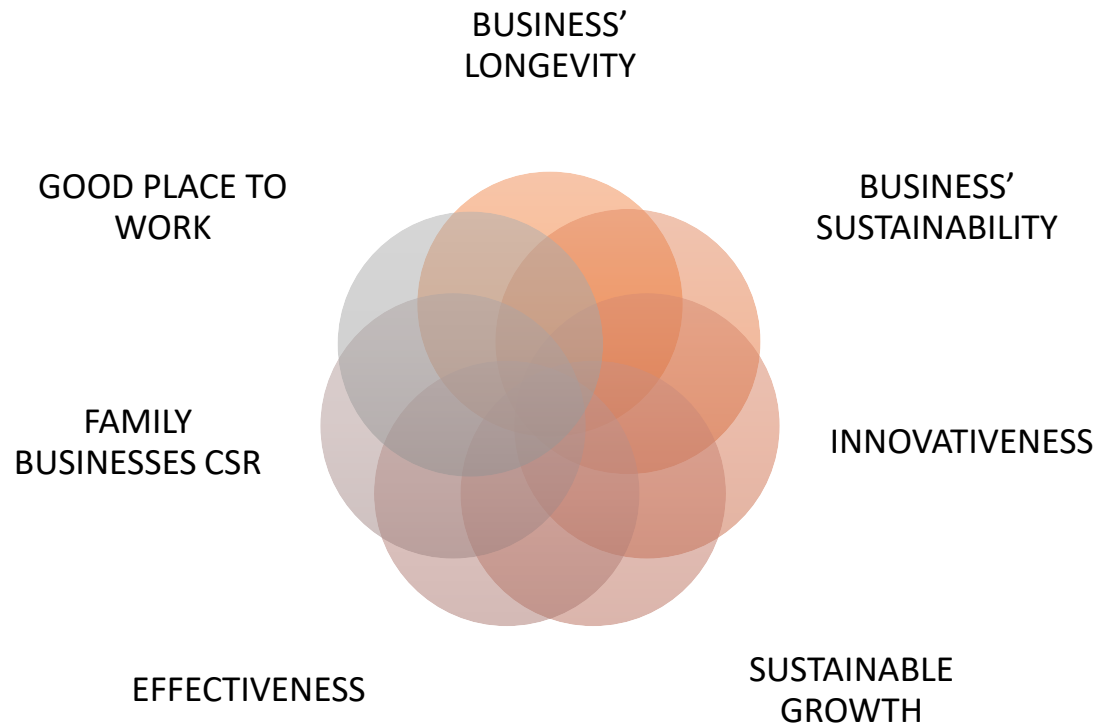 BUSINESS’
LONGEVITY
GOOD PLACE TO
WORK
BUSINESS’
SUSTAINABILITY
FAMILY
BUSINESSES CSR
INNOVATIVENESS
EFFECTIVENESS
SUSTAINABLE
GROWTH